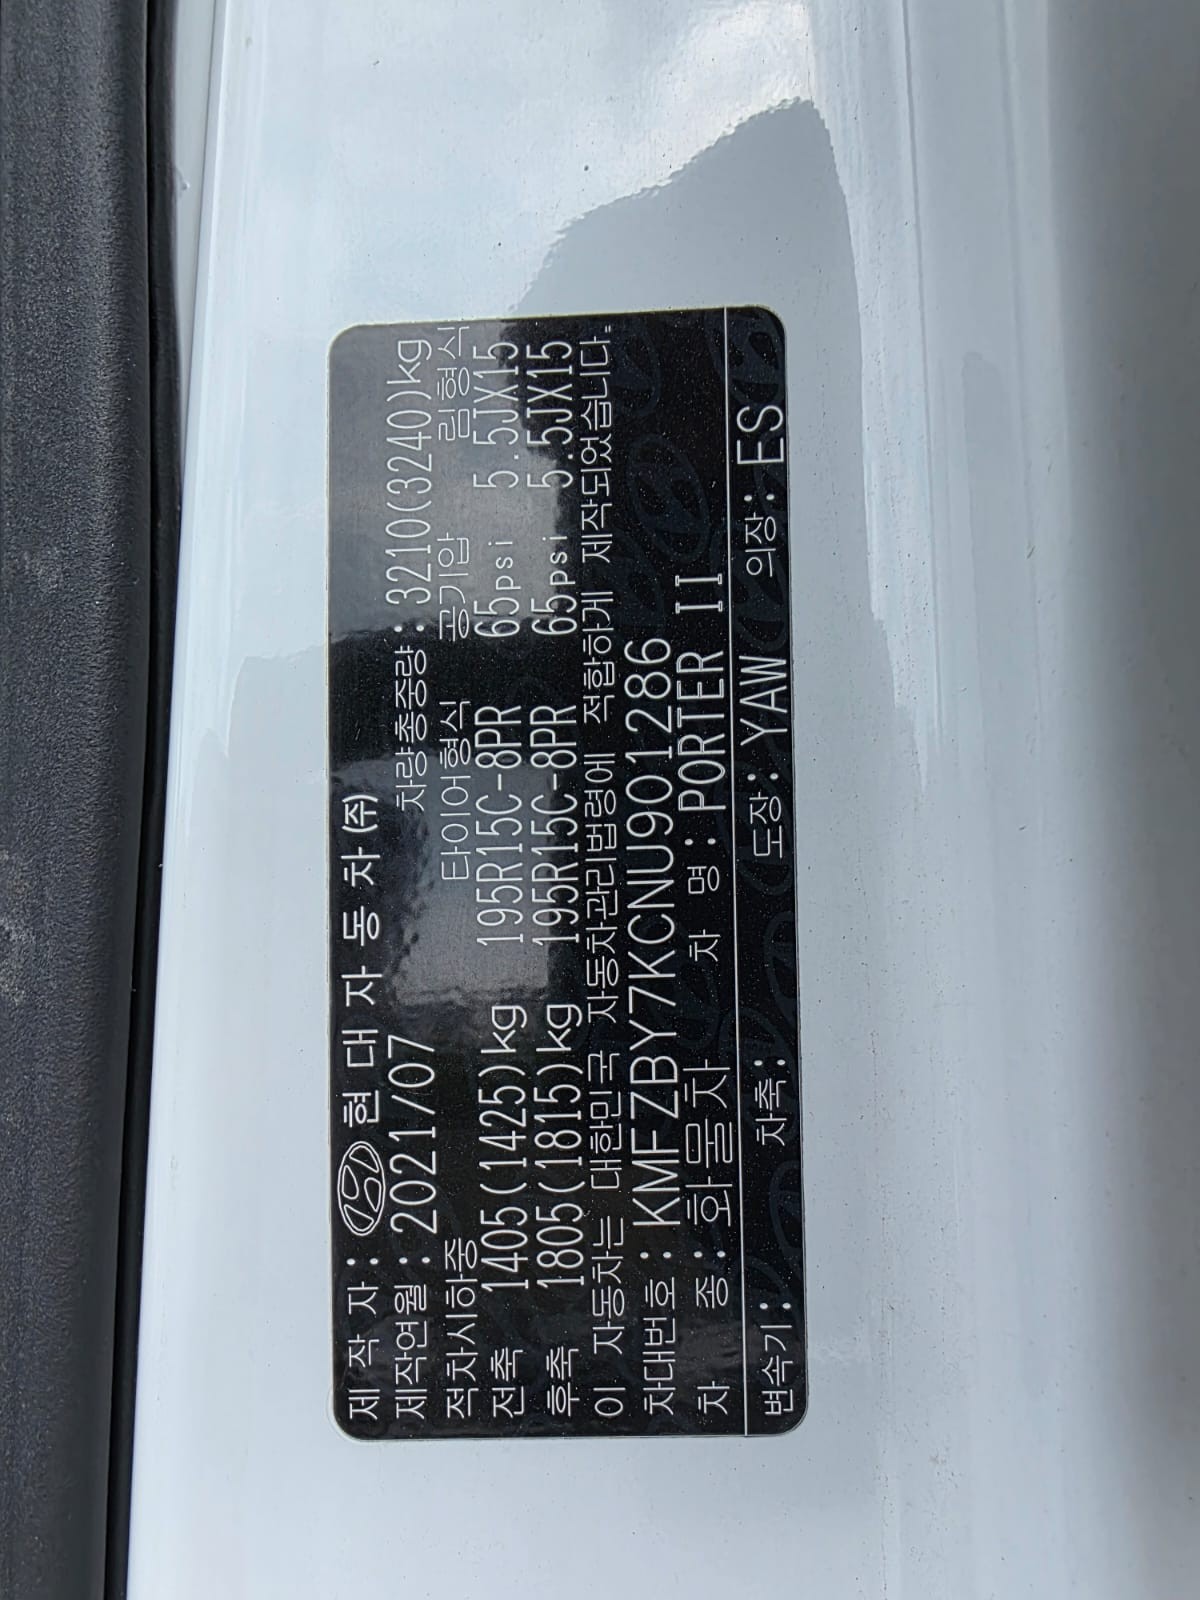 제 작 자 : 현 대 자 동 차 (주)
제작연월 : 2021/07 차량총중량 : 3210(3240)kg
적차시하중 타이어형식 공기압 림형식
전축 1405(1425)kg 195R15C-8PR 65psi 5.5JX15
후축 1805(1815)kg 195R15C-8PR 65psi 5.5JX15
이 자동차는 대한민국 자동차관리법령에 적합하게 제작되었습니다.
차대번호 : KMFZBY7KCNU901286
차 종 : 화물차 차 명 : PORTER II
변속기 : 차축 : 도장 : YAW 의장 : ES